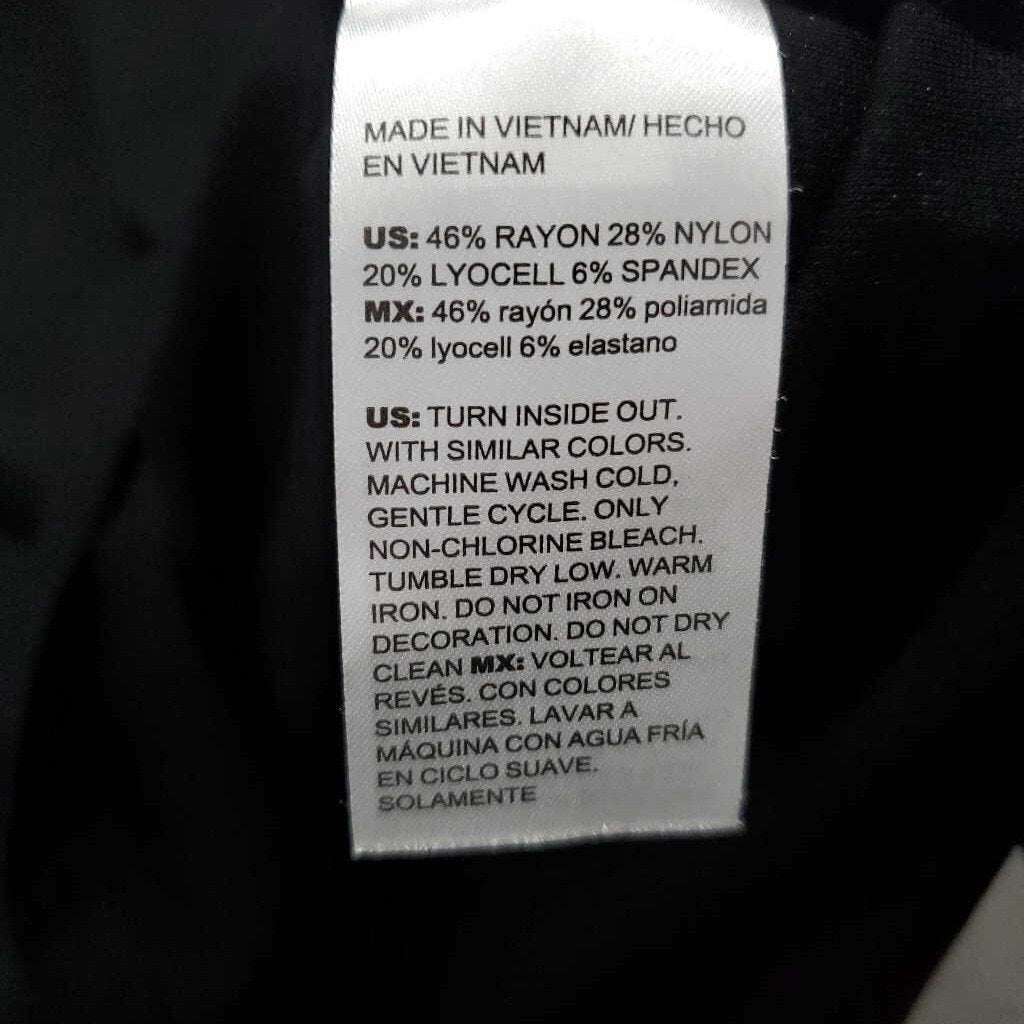 MADE IN VIETNAM/ HECHO
EN VIETNAM
US: 46% RAYON 28% NYLON
20% LYOCELL 6% SPANDEX
MX: 46% rayón 28% poliamida
20% lyocell 6% elastano
US: TURN INSIDE OUT.
WITH SIMILAR COLORS.
MACHINE WASH COLD,
GENTLE CYCLE. ONLY
NON-CHLORINE BLEACH.
TUMBLE DRY LOW. WARM
IRON. DO NOT IRON ON
DECORATION. DO NOT DRY
CLEAN MX: VOLTEAR AL
REVÉS. CON COLORES
SIMILARES. LAVAR A
MÁQUINA CON AGUA FRÍA
EN CICLO SUAVE.
SOLAMENTE